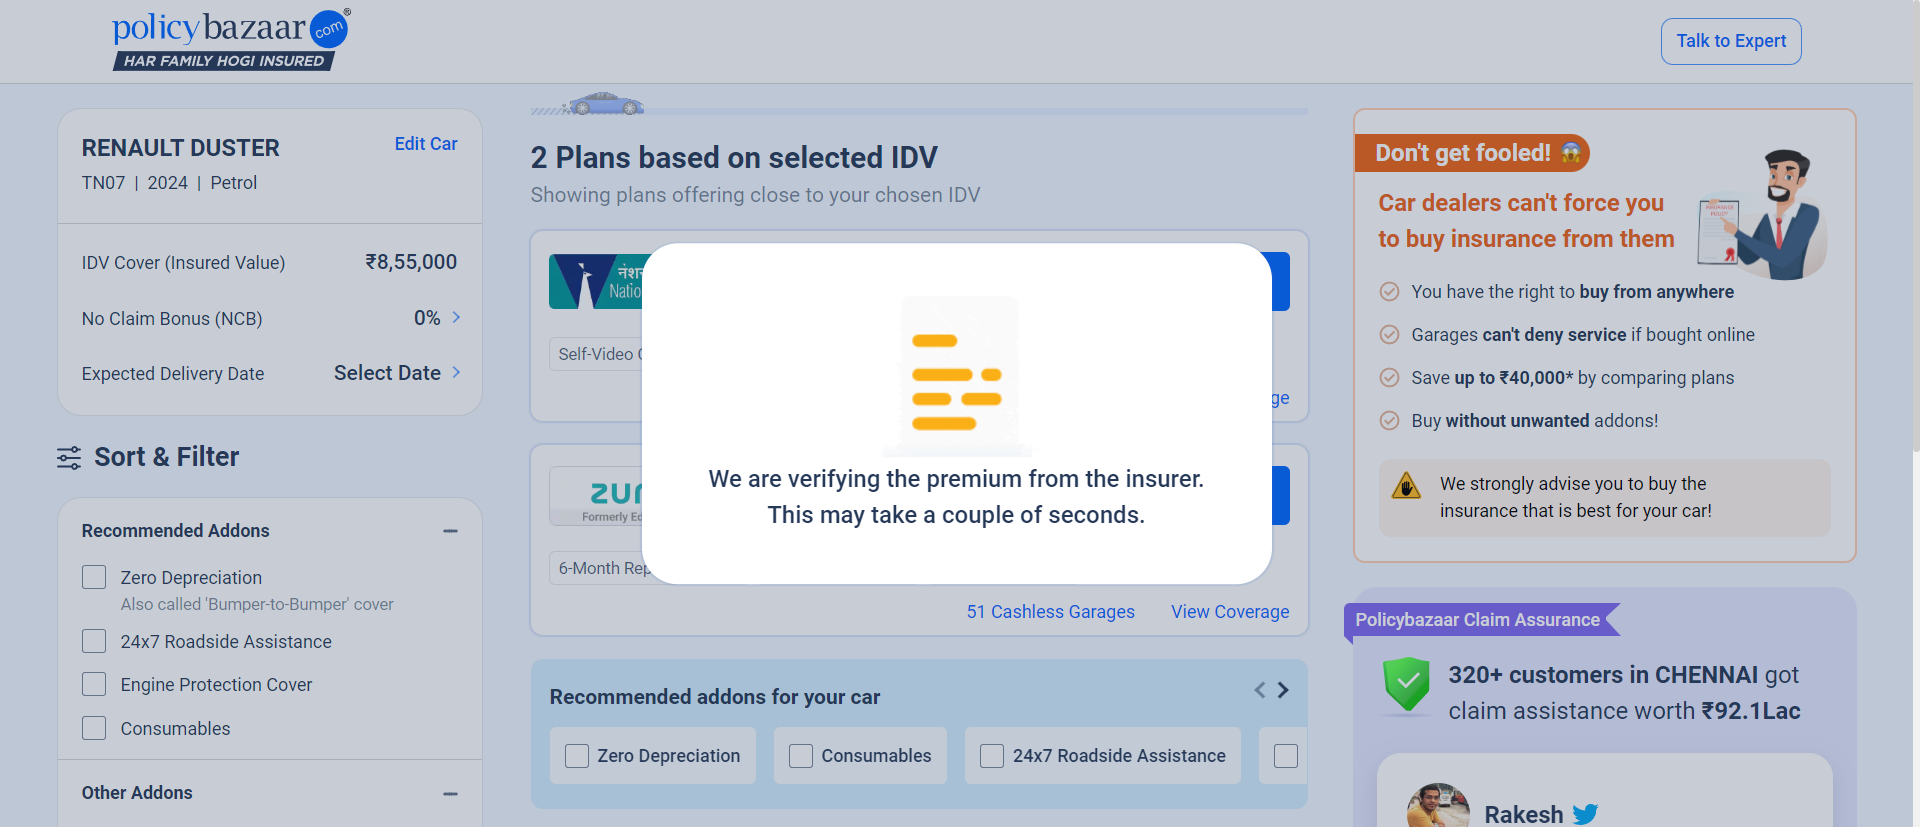 policybazaar com ®
HAR FAMILY HOGI INSURED
Talk to Expert
RENAULT DUSTER
Edit Car
TN07 | 2024 | Petrol
IDV Cover (Insured Value)
₹8,55,000
No Claim Bonus (NCB)
0%
Expected Delivery Date
Select Date
Sort & Filter
Recommended Addons
Zero Depreciation
Also called 'Bumper-to-Bumper' cover
24x7 Roadside Assistance
Engine Protection Cover
Consumables
Other Addons
2 Plans based on selected IDV
Showing plans offering close to your chosen IDV
Self-Video
We are verifying the premium from the insurer.
This may take a couple of seconds.
Formerly
6-Month
51 Cashless Garages
View Coverage
Recommended addons for your car
Zero Depreciation
Consumables
24x7 Roadside Assistance
Don't get fooled! 😱
Car dealers can't force you
to buy insurance from them
You have the right to buy from anywhere
Garages can't deny service if bought online
Save up to ₹40,000* by comparing plans
Buy without unwanted addons!
We strongly advise you to buy the
insurance that is best for your car!
Policybazaar Claim Assurance
320+ customers in CHENNAI got
claim assistance worth ₹92.1Lac
Rakesh